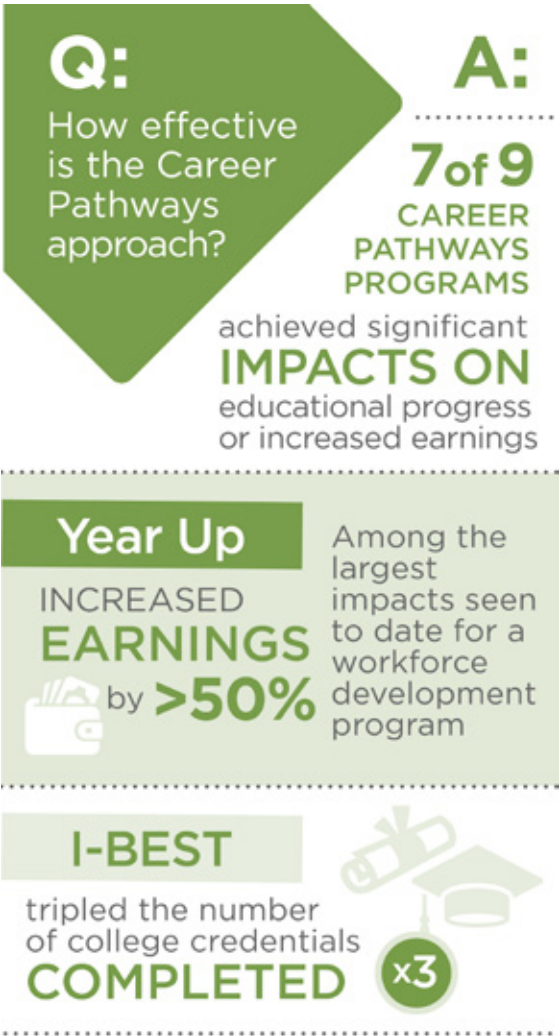 Q:
How effective
is the Career
Pathways
approach?
A:
7 of 9
CAREER
PATHWAYS
PROGRAMS
achieved significant
IMPACTS ON
educational progress
or increased earnings
Year Up
INCREASED
EARNINGS
by >50%
Among the
largest
impacts seen
to date for a
workforce
development
program
I-BEST
tripled the number
of college credentials
COMPLETED
x3